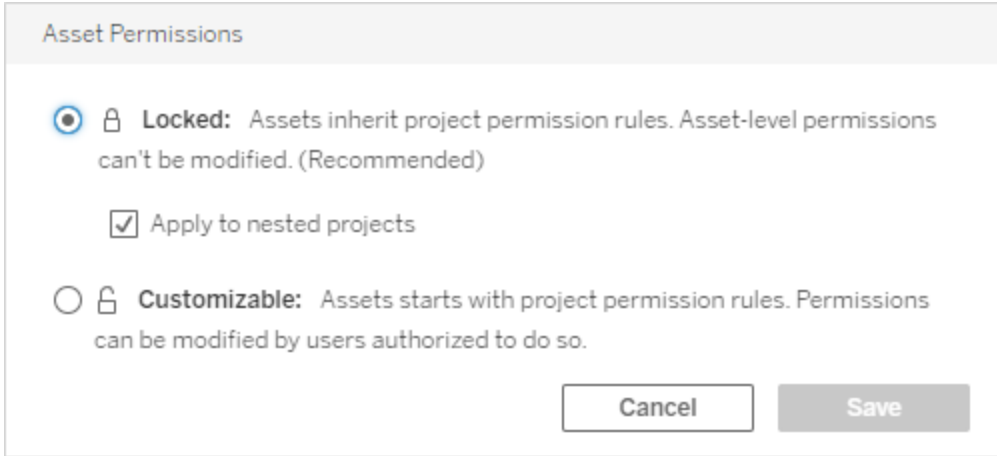 Asset Permissions
Locked: Assets inherit project permission rules. Asset-level permissions
can't be modified. (Recommended)
Apply to nested projects
Customizable: Assets starts with project permission rules. Permissions
can be modified by users authorized to do so.
Cancel Save